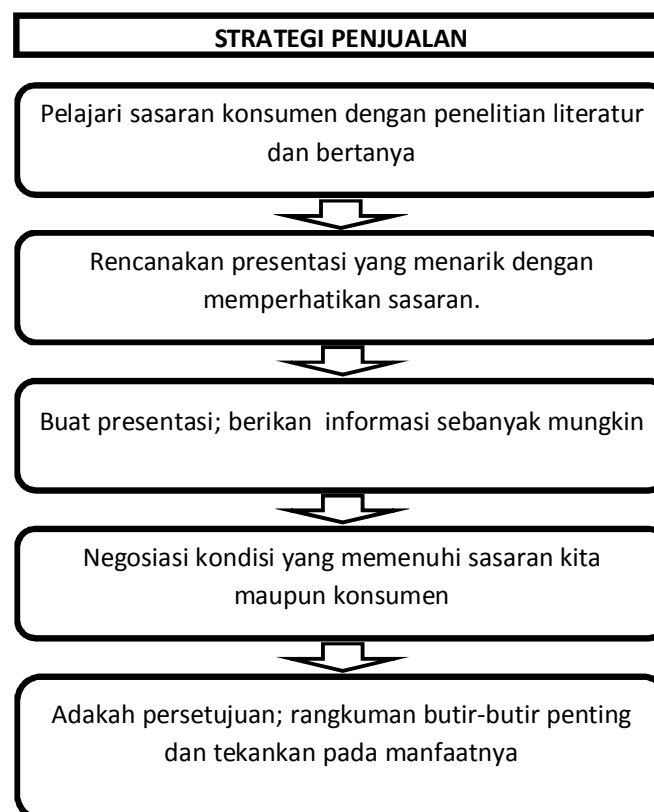 STRATEGI PENJUALAN
Pelajari sasaran konsumen dengan penelitian literatur
dan bertanya
Rencanakan presentasi yang menarik dengan
memperhatikan sasaran.
Buat presentasi; berikan  informasi sebanyak mungkin
Negosiasi kondisi yang memenuhi sasaran kita
maupun konsumen
Adakah persetujuan; rangkuman butir-butir penting
dan tekankan pada manfaatnya